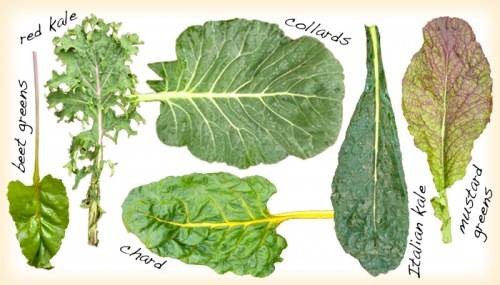 red kale
collards
beet greens
chard
Italian kale
mustard
greens